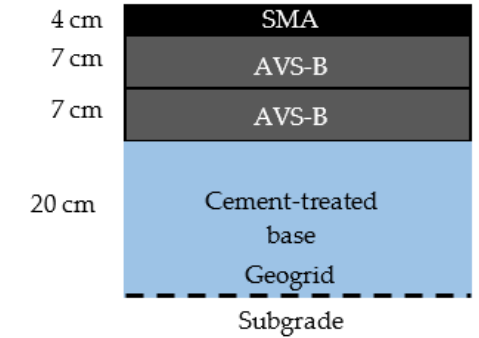 4 cm SMA
7 cm AVS-B
7 cm AVS-B
20 cm Cement-treated
base
Geogrid
Subgrade